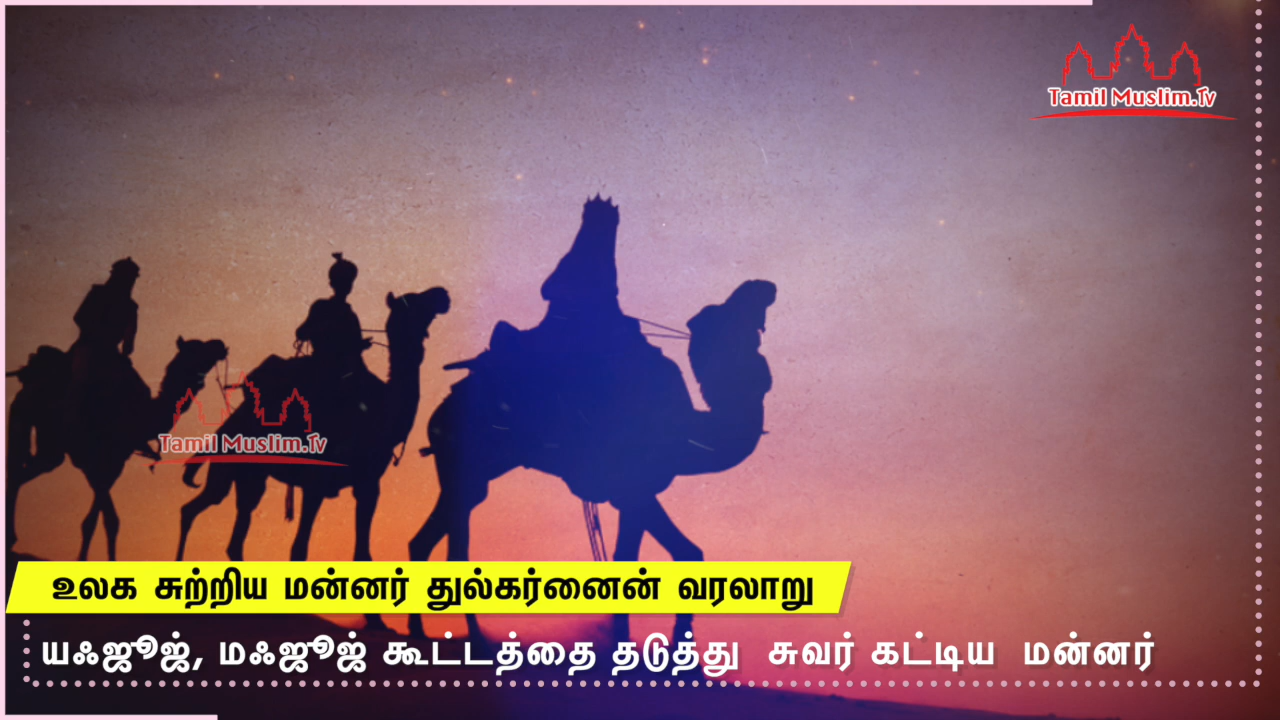 Tamil Muslim.Tv
Tamil Muslim.Tv
உலக சுற்றிய மன்னர் துல்கர்னைன் வரலாறு
யஃஜூஜ், மஃஜூஜ் கூட்டத்தை தடுத்து சுவர் கட்டிய மன்னர்